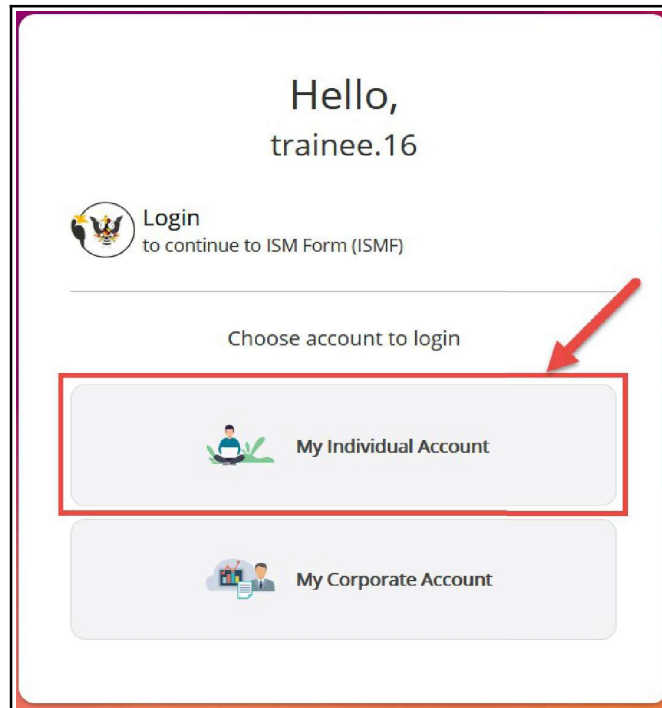 Hello,
trainee.16
Login
to continue to ISM Form (ISMF)
Choose account to login
My Individual Account
My Corporate Account